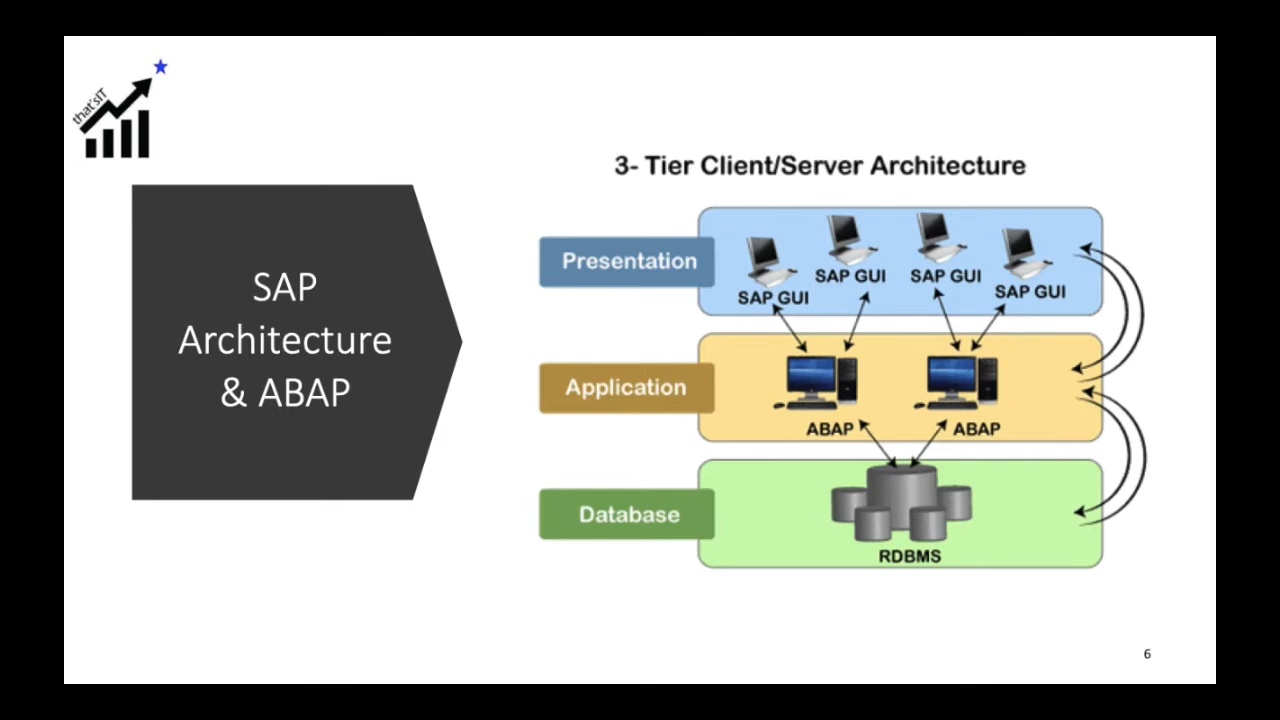 that'sIT
SAP
Architecture
& ABAP
3- Tier Client/Server Architecture
Presentation
SAP GUI
SAP GUI
SAP GUI
SAP GUI
Application
ABAP
ABAP
Database
RDBMS
6